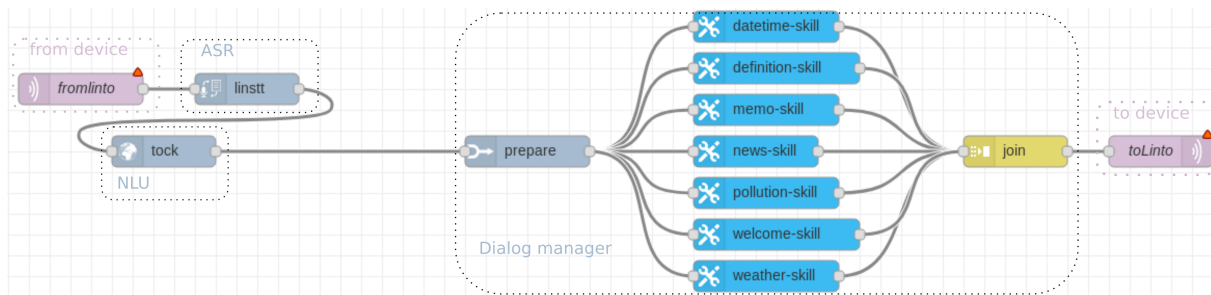 from device
fromlinto
ASR
linstt
tock
NLU
Dialog manager
prepare
datetime-skill
definition-skill
memo-skill
news-skill
pollution-skill
welcome-skill
weather-skill
join
to device
toLinto